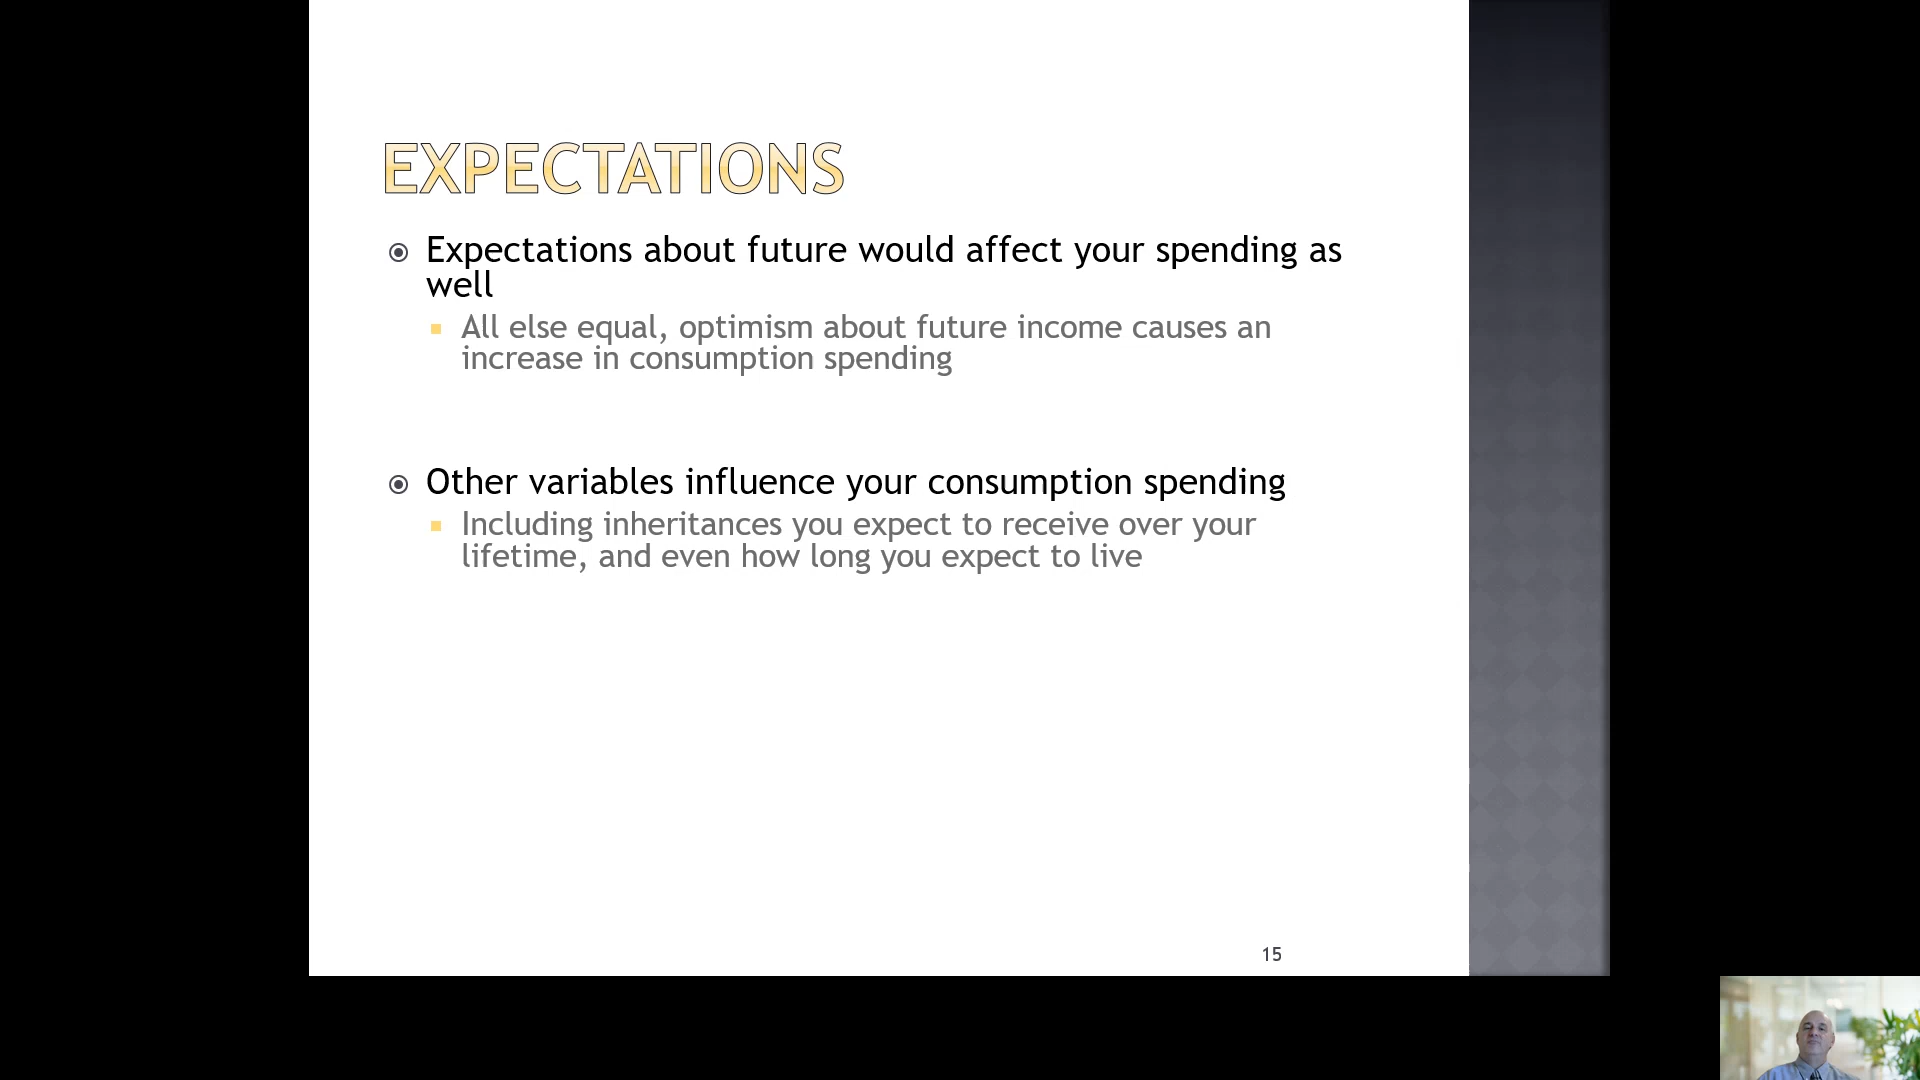 EXPECTATIONS
Expectations about future would affect your spending as
well
All else equal, optimism about future income causes an
increase in consumption spending
Other variables influence your consumption spending
Including inheritances you expect to receive over your
lifetime, and even how long you expect to live
15